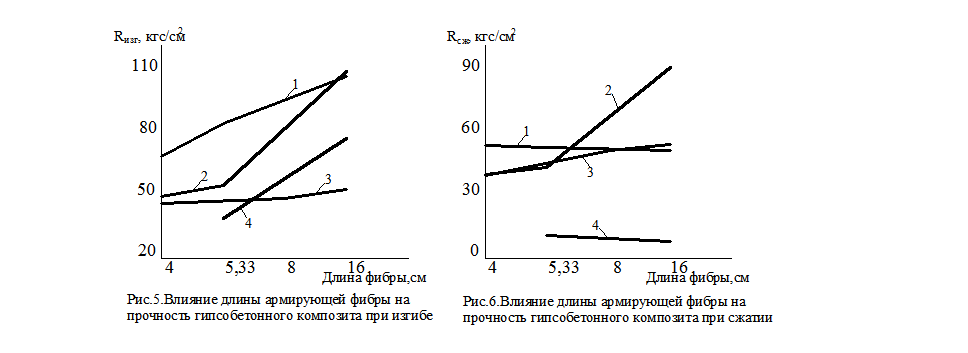 Rизг, кгс/см2
110
80
50
20
1
2
3
4
4 5,33 8 16
Длина фибры,см
Рис.5.Влияние длины армирующей фибры на
прочность гипсобетонного композита при изгибе
Rсж, кгс/см2
90
60
30
0
2
1
3
4
4 5,33 8 16
Длина фибры,см
Рис.6.Влияние длины армирующей фибры на
прочность гипсобетонного композита при сжатии